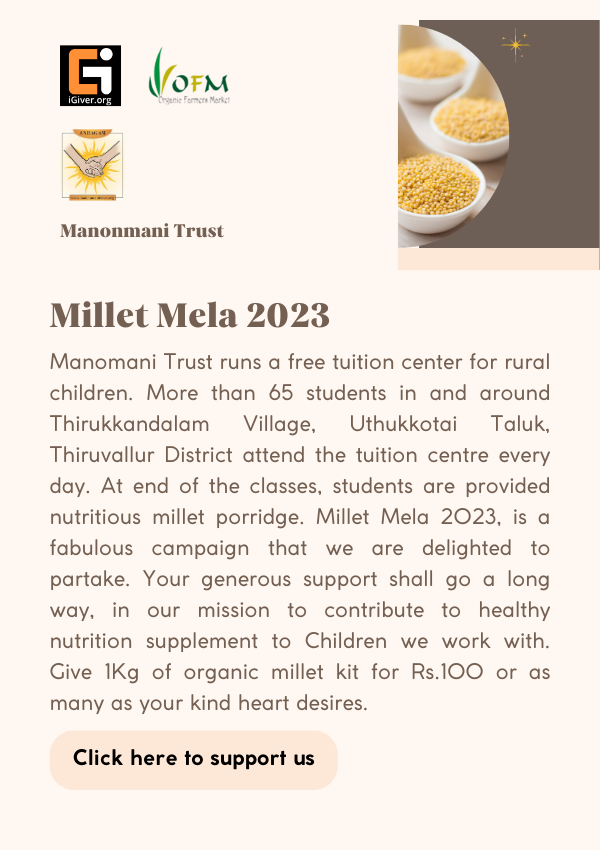 iGiver.org
OFM
Organic Farmers Market
ANBAGAM
Manonmani Trust
Millet Mela 2023
Manomani Trust runs a free tuition center for rural
children. More than 65 students in and around
Thirukkandalam Village, Uthukkotai Taluk,
Thiruvallur District attend the tuition centre every
day. At end of the classes, students are provided
nutritious millet porridge. Millet Mela 2023, is a
fabulous campaign that we are delighted to
partake. Your generous support shall go a long
way, in our mission to contribute to healthy
nutrition supplement to Children we work with.
Give 1Kg of organic millet kit for Rs.100 or as
many as your kind heart desires.
Click here to support us